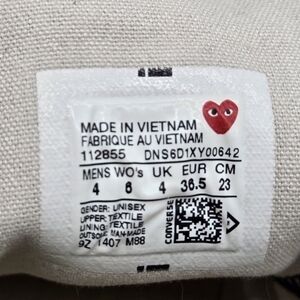 MADE IN VIETNAM
FABRIQUE AU VIETNAM
112855 DNS6D1XY00642
MENS WO's UK EUR CM
4 6 4 36.5 23
GENDER: UNISEX
UPPER: TEXTILE
LINING: TEXTILE
OUTSOLE: MAN-MADE
9Z 1407 M88
CONVERSE